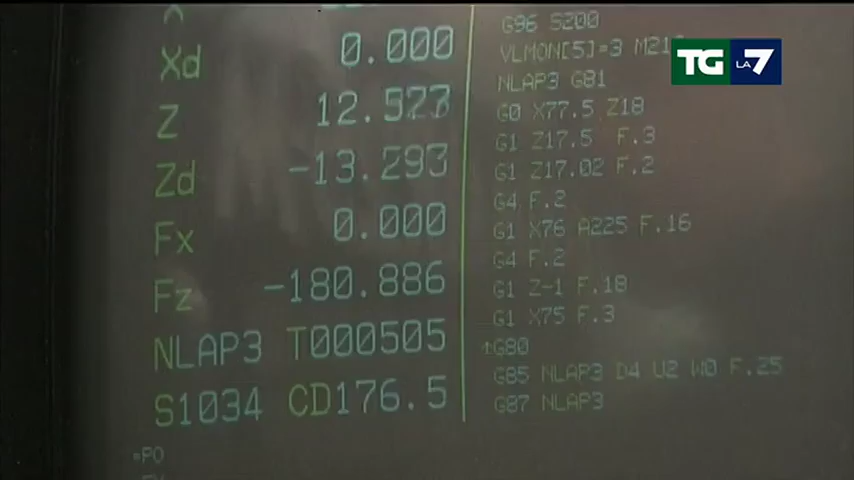 TG LA7
Xd 0.000
Z 12.5
Zd -13.293
Fx 0.000
Fz -180.886
NLAP3 T000505
S1034 CD176.5
G96 S200
VLMON[5]=3
NLAP3 G81
G0 X77.5 Z18
G1 Z17.5 F.3
G1 Z17.02 F.2
G4 F.2
G1 X76 A225 F.16
G4 F.2
G1 Z-1 F.18
G1 X75 F.3
G80
G85 NLAP3 D4 U2 W0 F.25
G87 NLAP3